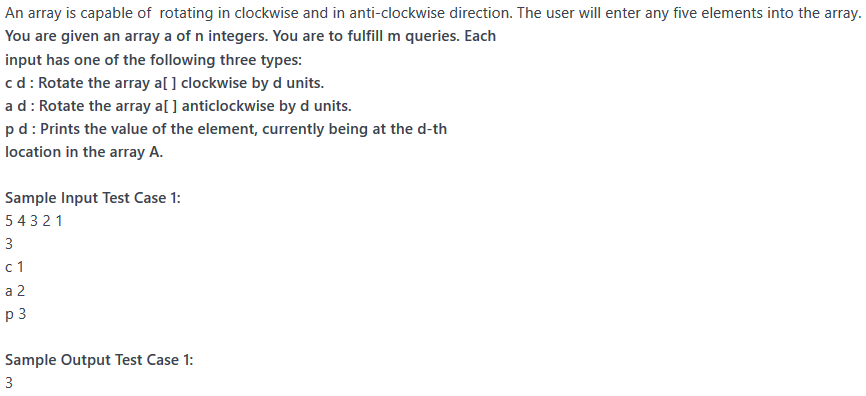 An array is capable of rotating in clockwise and in anti-clockwise direction. The user will enter any five elements into the array.
You are given an array a of n integers. You are to fulfill m queries. Each
input has one of the following three types:
c d : Rotate the array a[ ] clockwise by d units.
a d : Rotate the array a[ ] anticlockwise by d units.
p d : Prints the value of the element, currently being at the d-th
location in the array A.
Sample Input Test Case 1:
5 4 3 2 1
3
c 1
a 2
p 3
Sample Output Test Case 1:
3